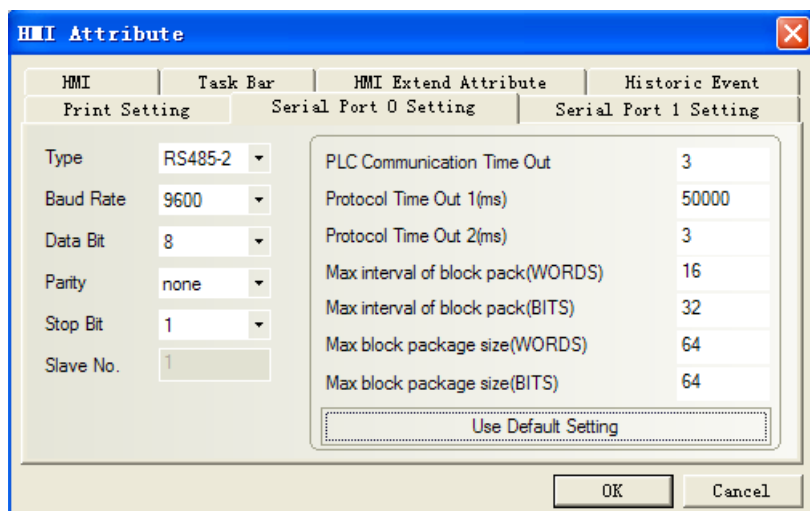 HMI Attribute
HMI Task Bar HMI Extend Attribute Historic Event
Print Setting Serial Port 0 Setting Serial Port 1 Setting
Type RS485-2
Baud Rate 9600
Data Bit 8
Parity none
Stop Bit 1
Slave No. 1
PLC Communication Time Out 3
Protocol Time Out 1(ms) 50000
Protocol Time Out 2(ms) 3
Max interval of block pack(WORDS) 16
Max interval of block pack(BITS) 32
Max block package size(WORDS) 64
Max block package size(BITS) 64
Use Default Setting
OK Cancel